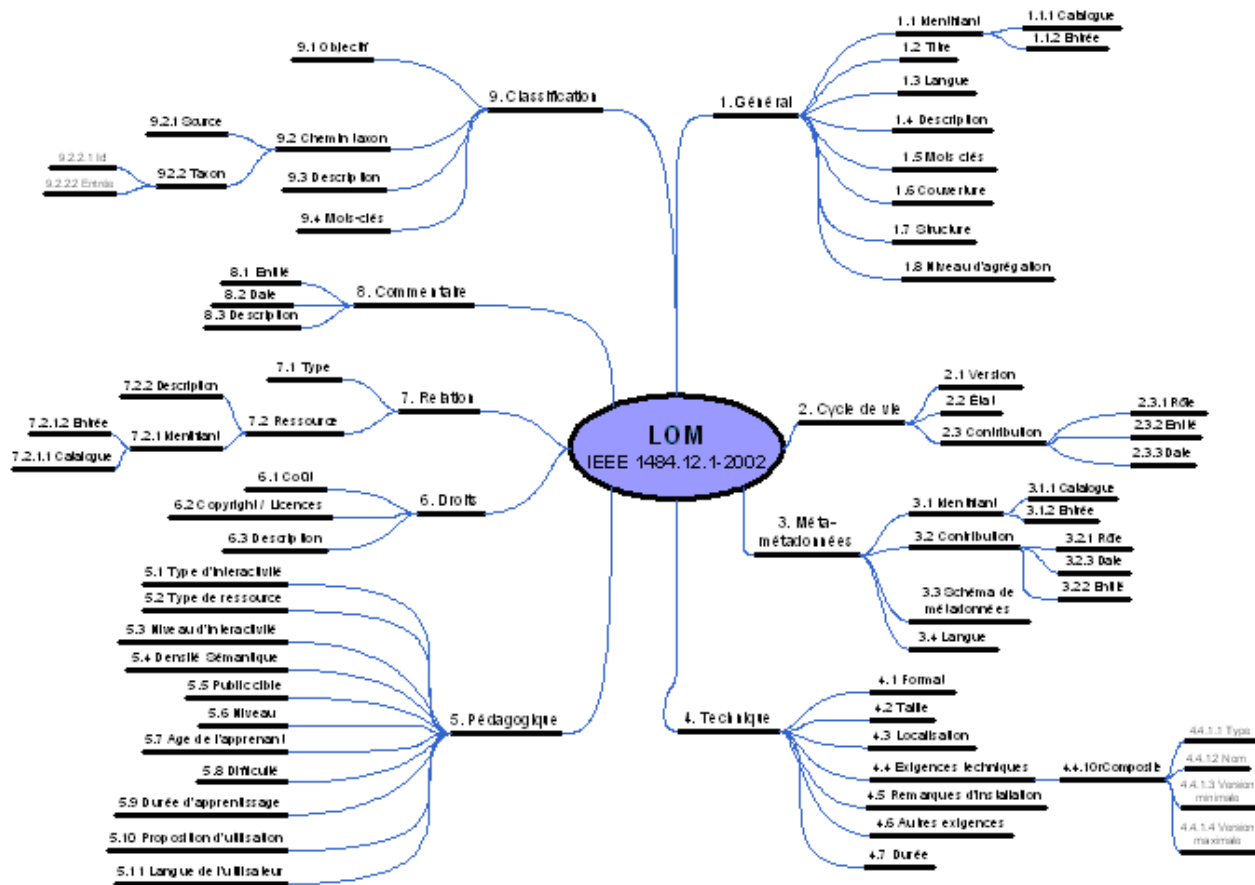 LOM
IEEE 1484.12.1-2002
1. Général
1.1 Identifiant
1.1.1 Catalogue
1.1.2 Entrée
1.2 Titre
1.3 Langue
1.4 Description
1.5 Mots clés
1.6 Couverture
1.7 Structure
1.8 Niveau d'agrégation
2. Cycle de vie
2.1 Version
2.2 État
2.3 Contribution
2.3.1 Rôle
2.3.2 Entité
2.3.3 Date
3. Méta-
métadonnées
3.1 Identifiant
3.1.1 Catalogue
3.1.2 Entrée
3.2 Contribution
3.2.1 Rôle
3.2.3 Date
3.2.2 Entité
3.3 Schéma de
métadonnées
3.4 Langue
4. Technique
4.1 Format
4.2 Taille
4.3 Localisation
4.4 Exigences techniques
4.4.1OrComposite
4.4.1.1 Type
4.4.1.2 Nom
4.4.1.3 Version
minimale
4.4.1.4 Version
maximale
4.5 Remarques d'installation
4.6 Autres exigences
4.7 Durée
5. Pédagogique
5.1 Type d'interactivité
5.2 Type de ressource
5.3 Niveau d'interactivité
5.4 Densité Sémantique
5.5 Public cible
5.6 Niveau
5.7 Age de l'apprenant
5.8 Difficulté
5.9 Durée d'apprentissage
5.10 Proposition d'utilisation
5.11 Langue de l'utilisateur
6. Droits
6.1 Coût
6.2 Copyright / Licences
6.3 Description
7. Relation
7.1 Type
7.2 Ressource
7.2.2 Description
7.2.1 Identifiant
7.2.1.2 Entrée
7.2.1.1 Catalogue
8. Commentaire
8.1 Entité
8.2 Date
8.3 Description
9. Classification
9.1 Objectif
9.2 Chemin taxon
9.2.1 Source
9.2.2 Taxon
9.2.2.1 Id
9.2.2.2 Entrée
9.3 Description
9.4 Mots-clés